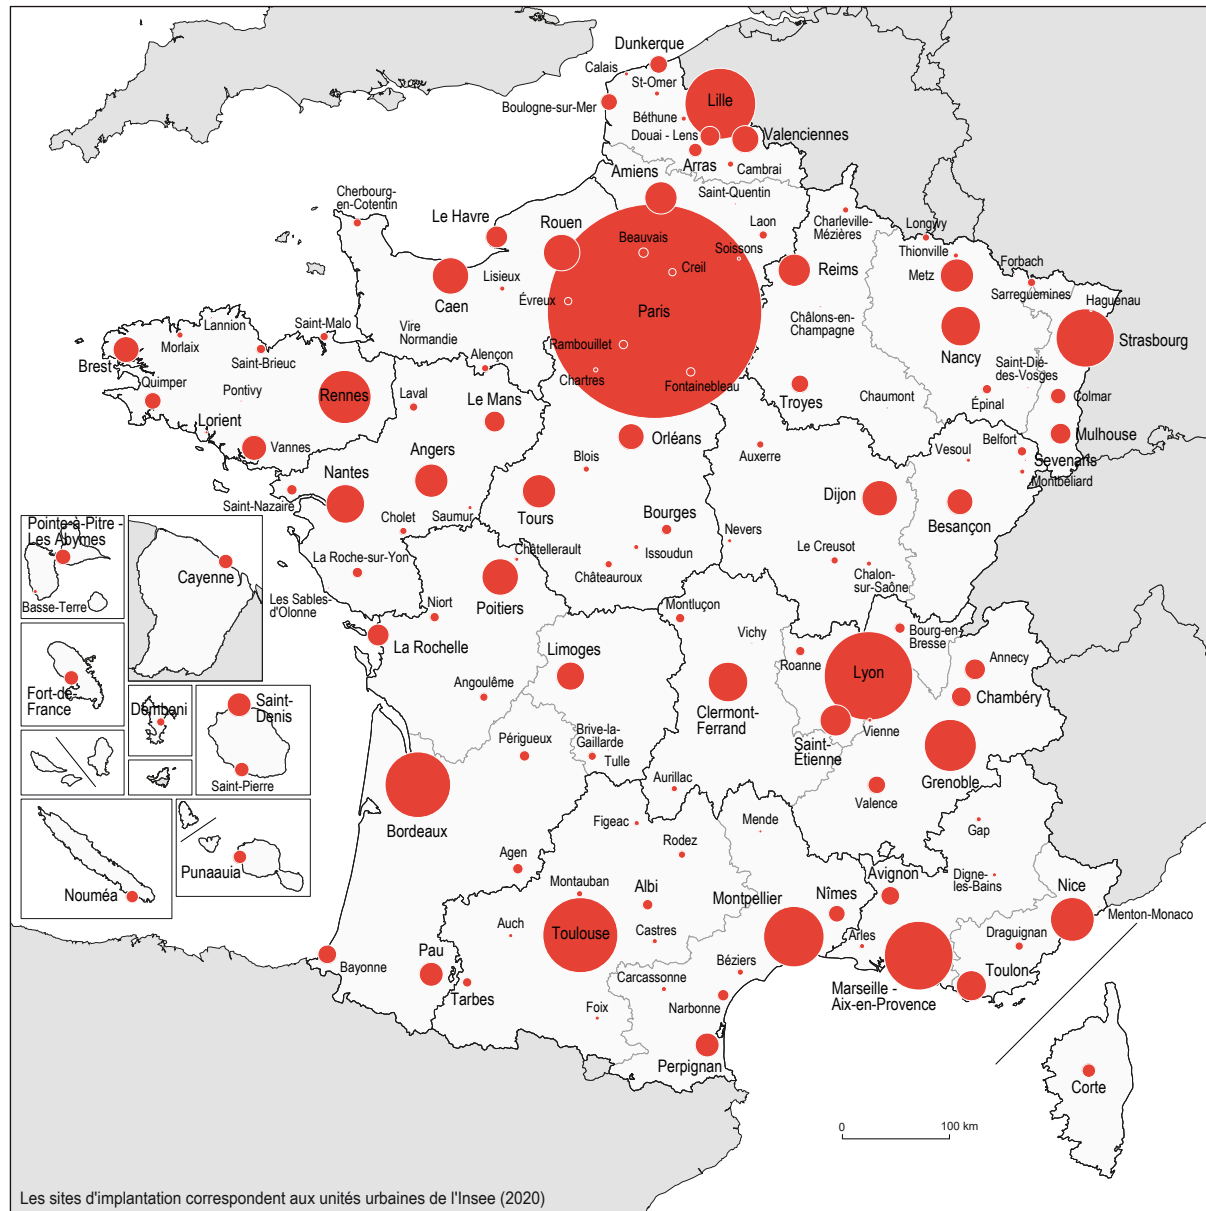 Dunkerque
Calais
St-Omer
Boulogne-sur-Mer
Lille
Béthune
Douai - Lens
Valenciennes
Arras
Cambrai
Amiens
Saint-Quentin
Cherbourg-
en-Cotentin
Le Havre
Rouen
Beauvais
Laon
Soissons
Creil
Charleville-
Mézières
Longwy
Thionville
Metz
Forbach
Sarreguemines
Haguenau
Reims
Lisieux
Caen
Évreux
Paris
Châlons-en-
Champagne
Strasbourg
Nancy
Lannion
Saint-Malo
Vire
Normandie
Morlaix
Saint-Brieuc
Brest
Rambouillet
Alençon
Chartres
Fontainebleau
Saint-Dié-
des-Vosges
Quimper
Pontivy
Rennes
Laval
Le Mans
Troyes
Chaumont
Épinal
Colmar
Lorient
Vannes
Angers
Orléans
Mulhouse
Blois
Auxerre
Vesoul
Belfort
Sevenans
Montbéliard
Nantes
Saint-Nazaire
Cholet
Saumur
Tours
Bourges
Dijon
Besançon
Nevers
Issoudun
Châtellerault
Châteauroux
Le Creusot
Chalon-
sur-Saône
La Roche-sur-Yon
Les Sables-
d'Olonne
Niort
Poitiers
La Rochelle
Montluçon
Vichy
Roanne
Bourg-en-
Bresse
Lyon
Annecy
Chambéry
Limoges
Angoulême
Clermont-
Ferrand
Saint-
Etienne
Vienne
Grenoble
Périgueux
Brive-la-
Gaillarde
Tulle
Aurillac
Valence
Bordeaux
Figeac
Mende
Gap
Agen
Rodez
Montauban
Albi
Digne-
les-Bains
Avignon
Nîmes
Nice
Montpellier
Menton-Monaco
Auch
Toulouse
Castres
Arles
Draguignan
Bayonne
Pau
Tarbes
Béziers
Carcassonne
Narbonne
Marseille -
Aix-en-Provence
Toulon
Foix
Perpignan
Corte
Pointe-à-Pitre -
Les Abymes
Basse-Terre
Cayenne
Fort-de-
France
Dembeni
Saint-
Denis
Saint-Pierre
Nouméa
Punaauia
0
100 km
Les sites d'implantation correspondent aux unités urbaines de l'Insee (2020)